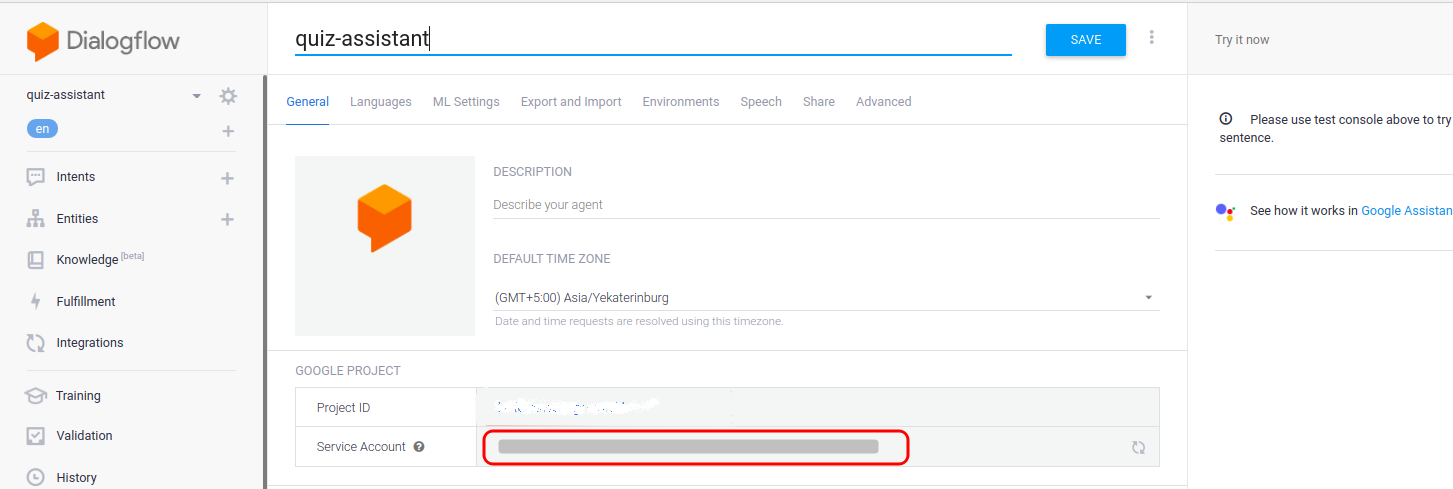 Dialogflow
quiz-assistant
en
Intents
Entities
Knowledge [beta]
Fulfillment
Integrations
Training
Validation
History
quiz-assistant
SAVE
General Languages ML Settings Export and Import Environments Speech Share Advanced
DESCRIPTION
Describe your agent
DEFAULT TIME ZONE
(GMT+5:00) Asia/Yekaterinburg
Date and time requests are resolved using this timezone.
GOOGLE PROJECT
Project ID
Service Account
Try it now
Please use test console above to try
sentence.
See how it works in Google Assistan